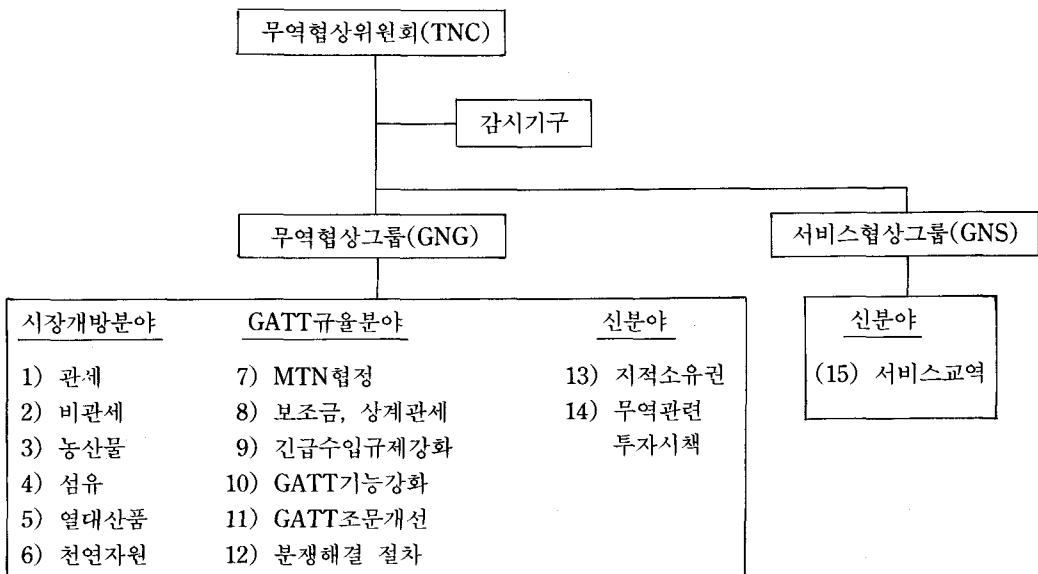 무역협상위원회(TNC)
감시기구
무역협상그룹(GNG)
서비스협상그룹(GNS)
시장개방분야
1) 관세
2) 비관세
3) 농산물
4) 섬유
5) 열대산품
6) 천연자원
GATT규율분야
7) MTN협정
8) 보조금, 상계관세
9) 긴급수입규제강화
10) GATT기능강화
11) GATT조문개선
12) 분쟁해결 절차
신분야
13) 지적소유권
14) 무역관련
투자시책
신분야
(15) 서비스교역